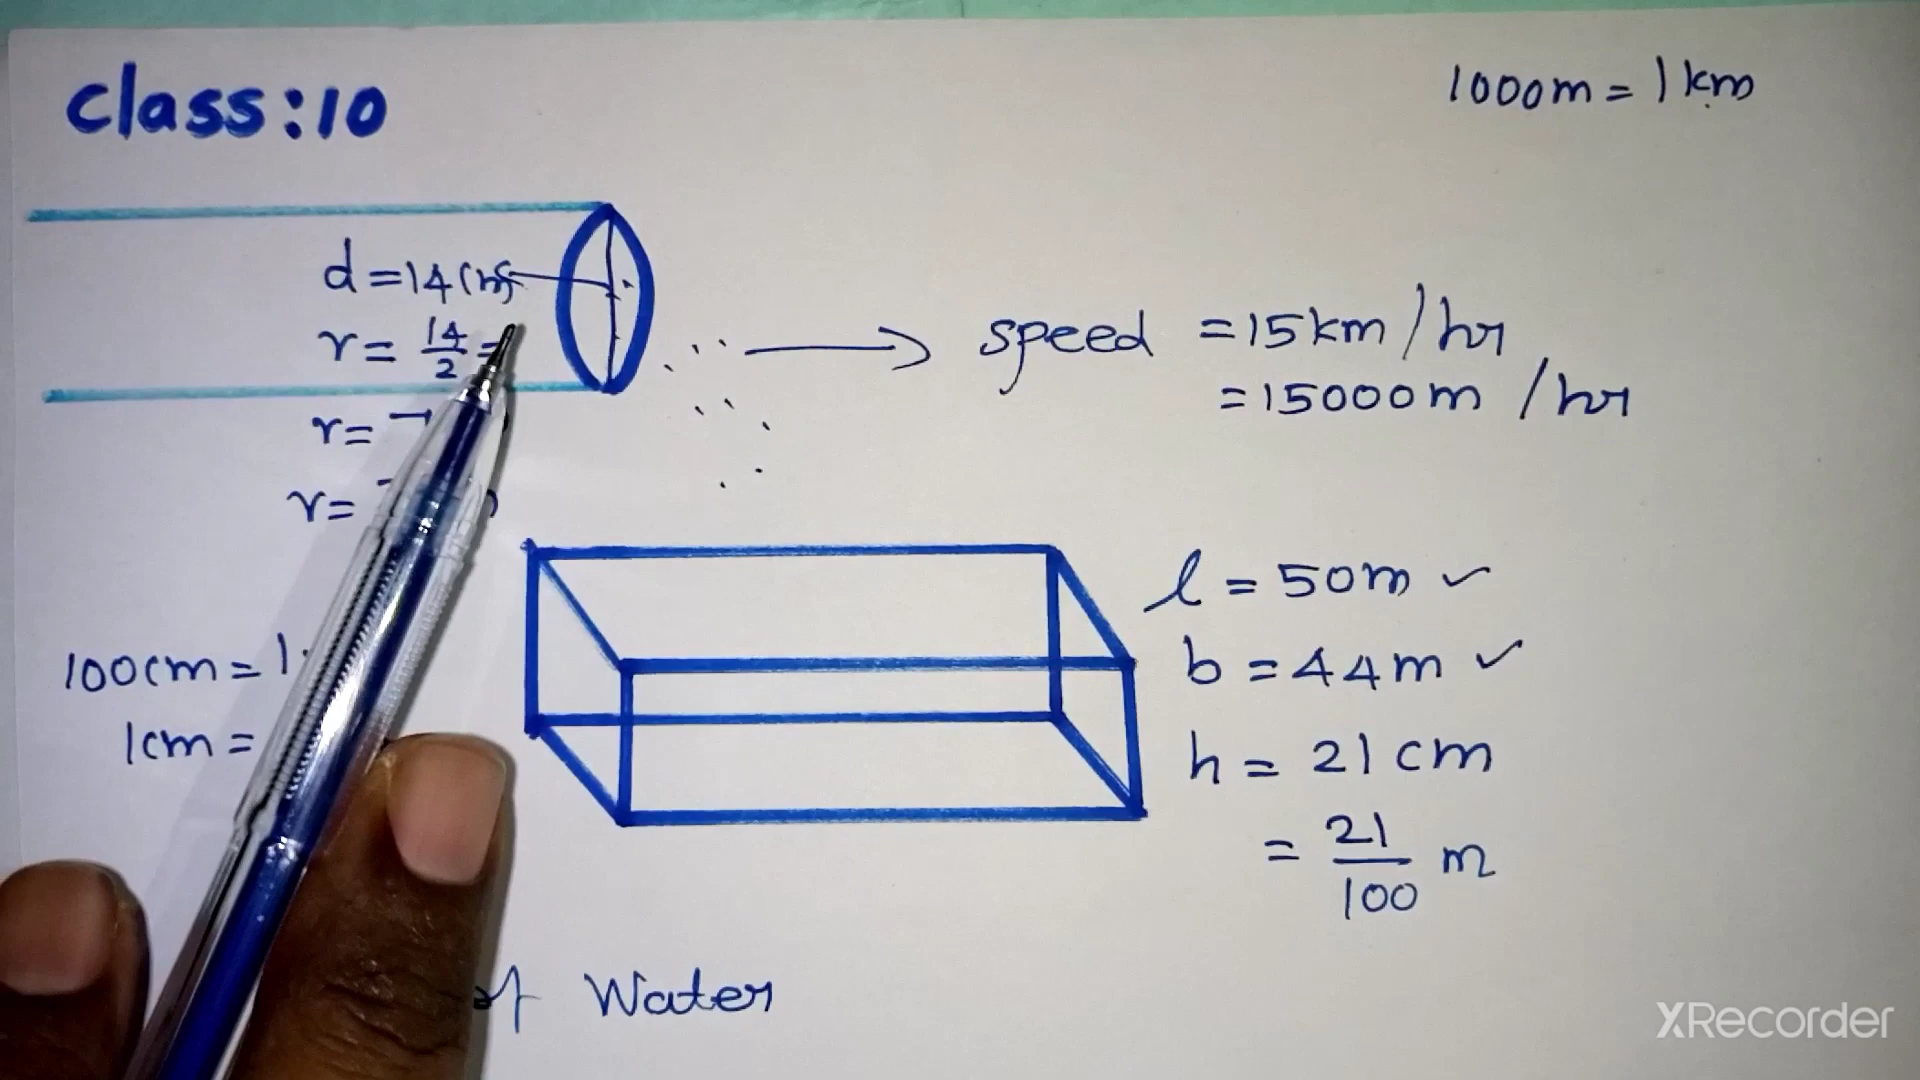 class:10
1000m = 1 km
d = 14 cm
r = 14/2 =
speed = 15 km / hr
= 15000 m / hr
r =
r =
l = 50m ✓
b = 44m ✓
100cm = 1
1cm =
h = 21 cm
= 21/100 m
of Water
XRecorder